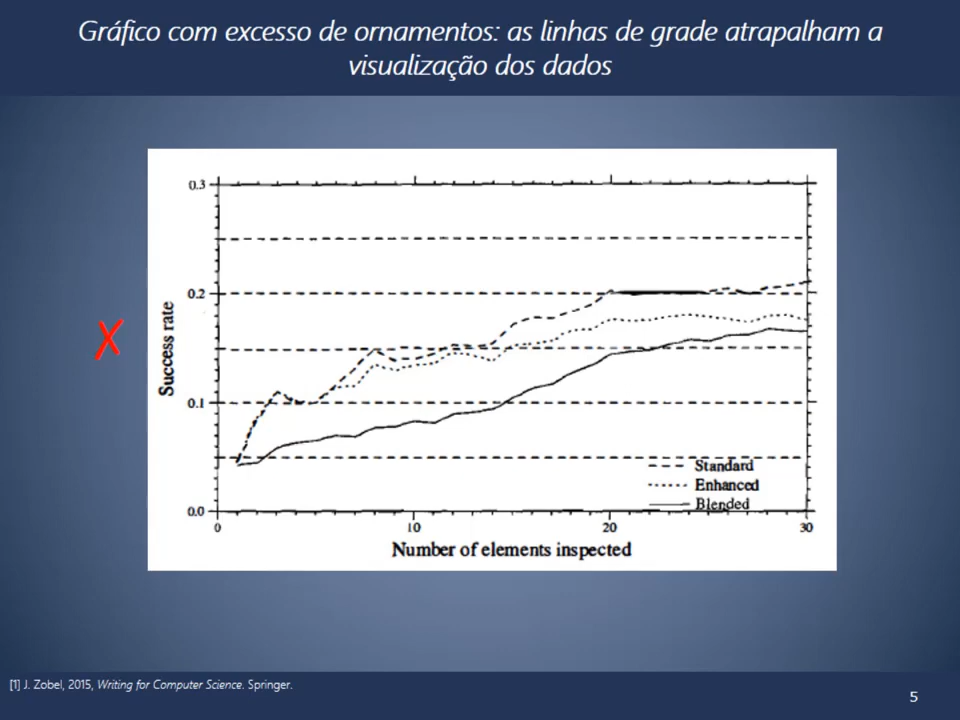 Gráfico com excesso de ornamentos: as linhas de grade atrapalham a
visualização dos dados
X
0.3
0.2
0.1
0.0
Success rate
Standard
Enhanced
Blended
0 10 20 30
Number of elements inspected
[1] J. Zobel, 2015, Writing for Computer Science. Springer.
5